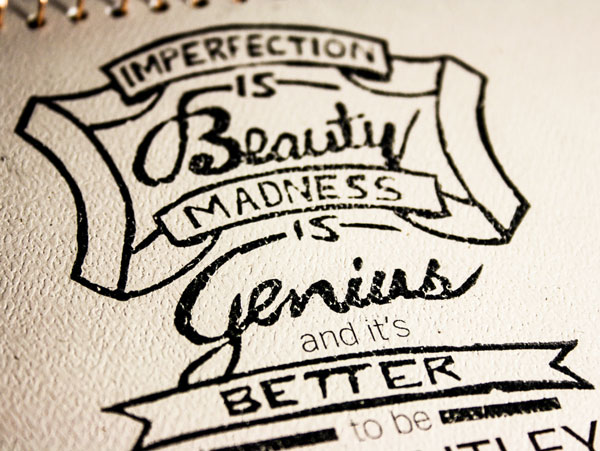 IMPERFECTION
IS
Beauty
MADNESS
IS
Genius
and it's
BETTER
to be